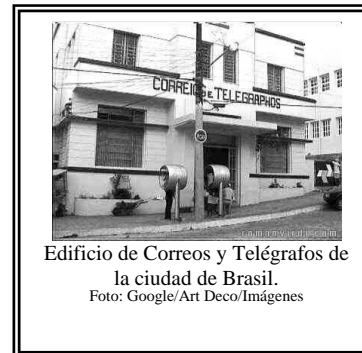 CORREIOS E TELEGRAPHOS
Edificio de Correos y Telégrafos de
la ciudad de Brasil.
Foto: Google/Art Deco/Imágenes